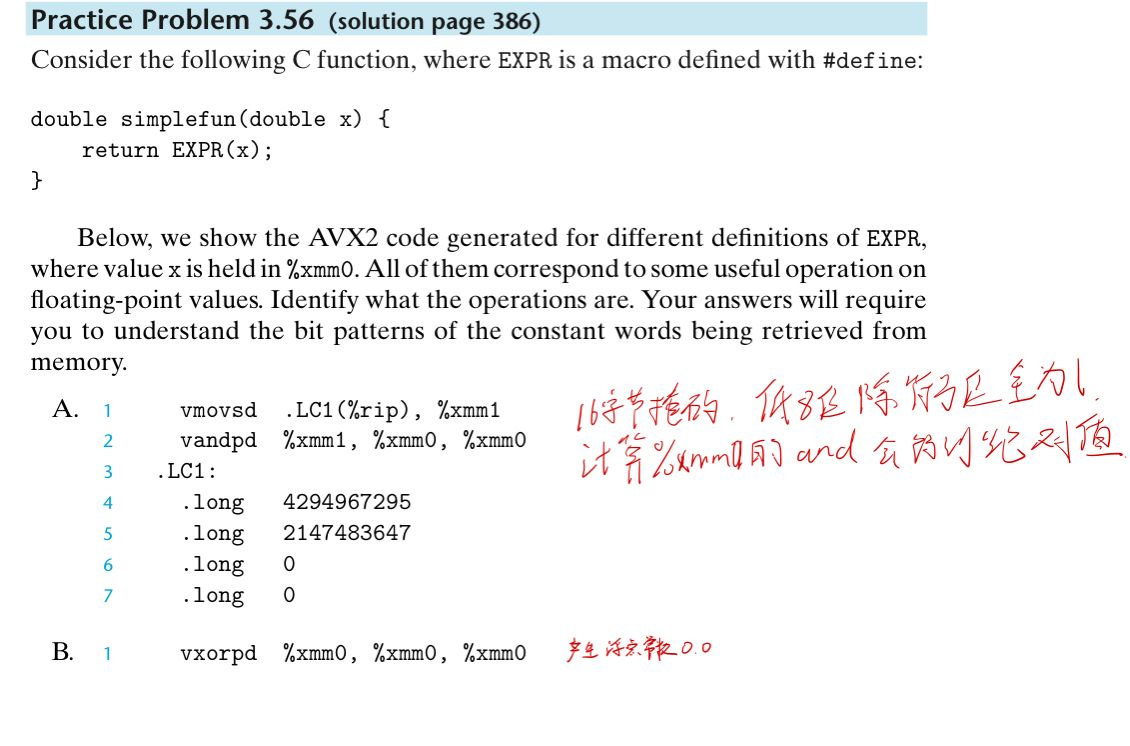 Practice Problem 3.56 (solution page 386)
Consider the following C function, where EXPR is a macro defined with #define:
double simplefun(double x) {
return EXPR(x);
}
Below, we show the AVX2 code generated for different definitions of EXPR,
where value x is held in %xmm0. All of them correspond to some useful operation on
floating-point values. Identify what the operations are. Your answers will require
you to understand the bit patterns of the constant words being retrieved from
memory.
16字节掩码. 低8位除符号位全为1.
A. 1 vmovsd .LC1(%rip), %xmm1
计算%xmm0的and会得到绝对值
2 vandpd %xmm1, %xmm0, %xmm0
3 .LC1:
4 .long 4294967295
5 .long 2147483647
6 .long 0
7 .long 0
B. 1 vxorpd %xmm0, %xmm0, %xmm0 产生浮点常数0.0